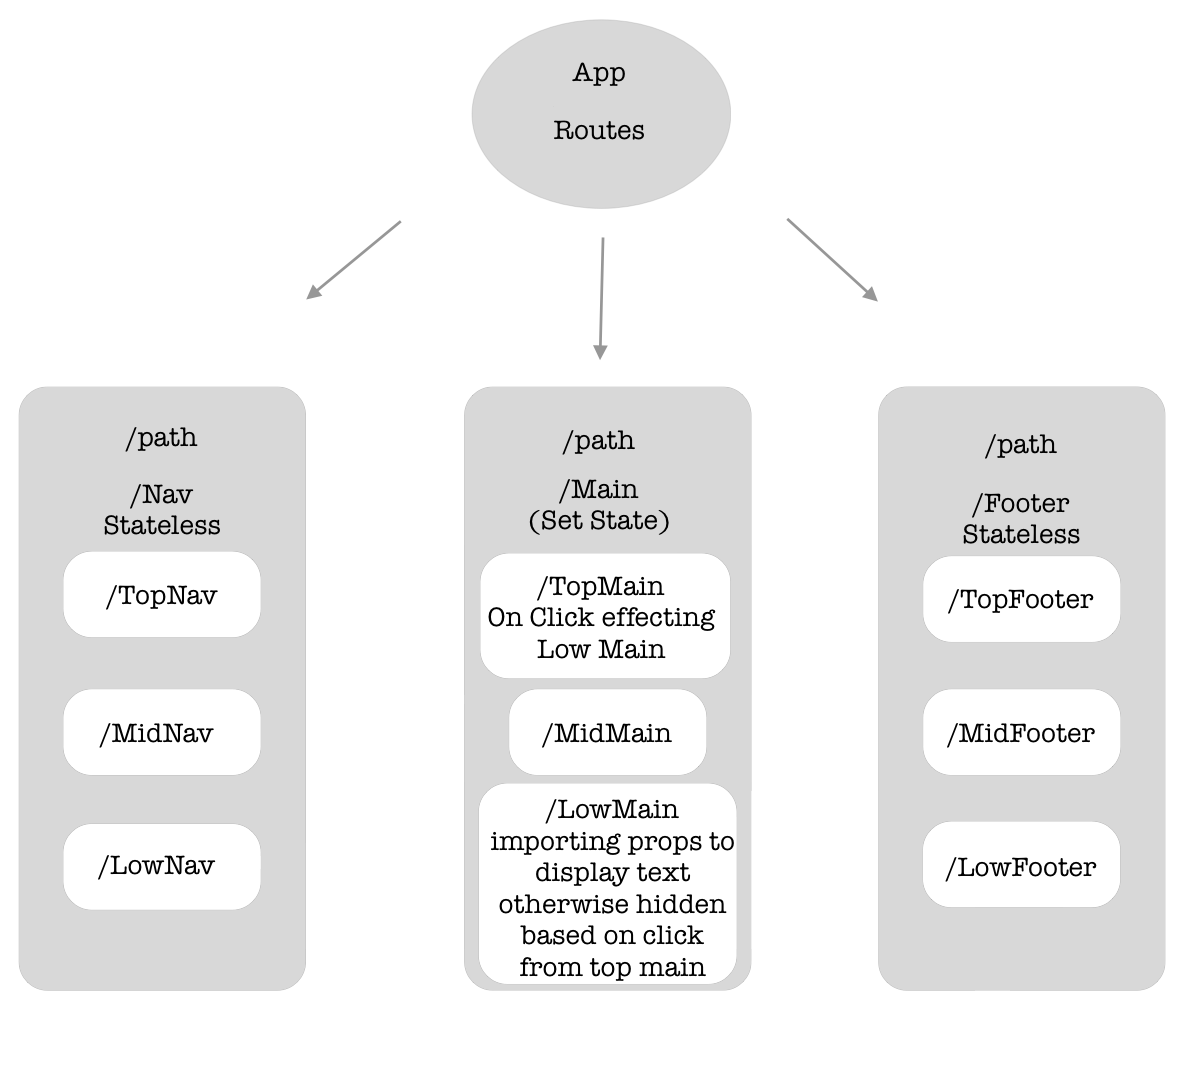 App
Routes
/path
/Nav
Stateless
/TopNav
/MidNav
/LowNav
/path
/Main
(Set State)
/TopMain
On Click effecting
Low Main
/MidMain
/LowMain
importing props to
display text
otherwise hidden
based on click
from top main
/path
/Footer
Stateless
/TopFooter
/MidFooter
/LowFooter